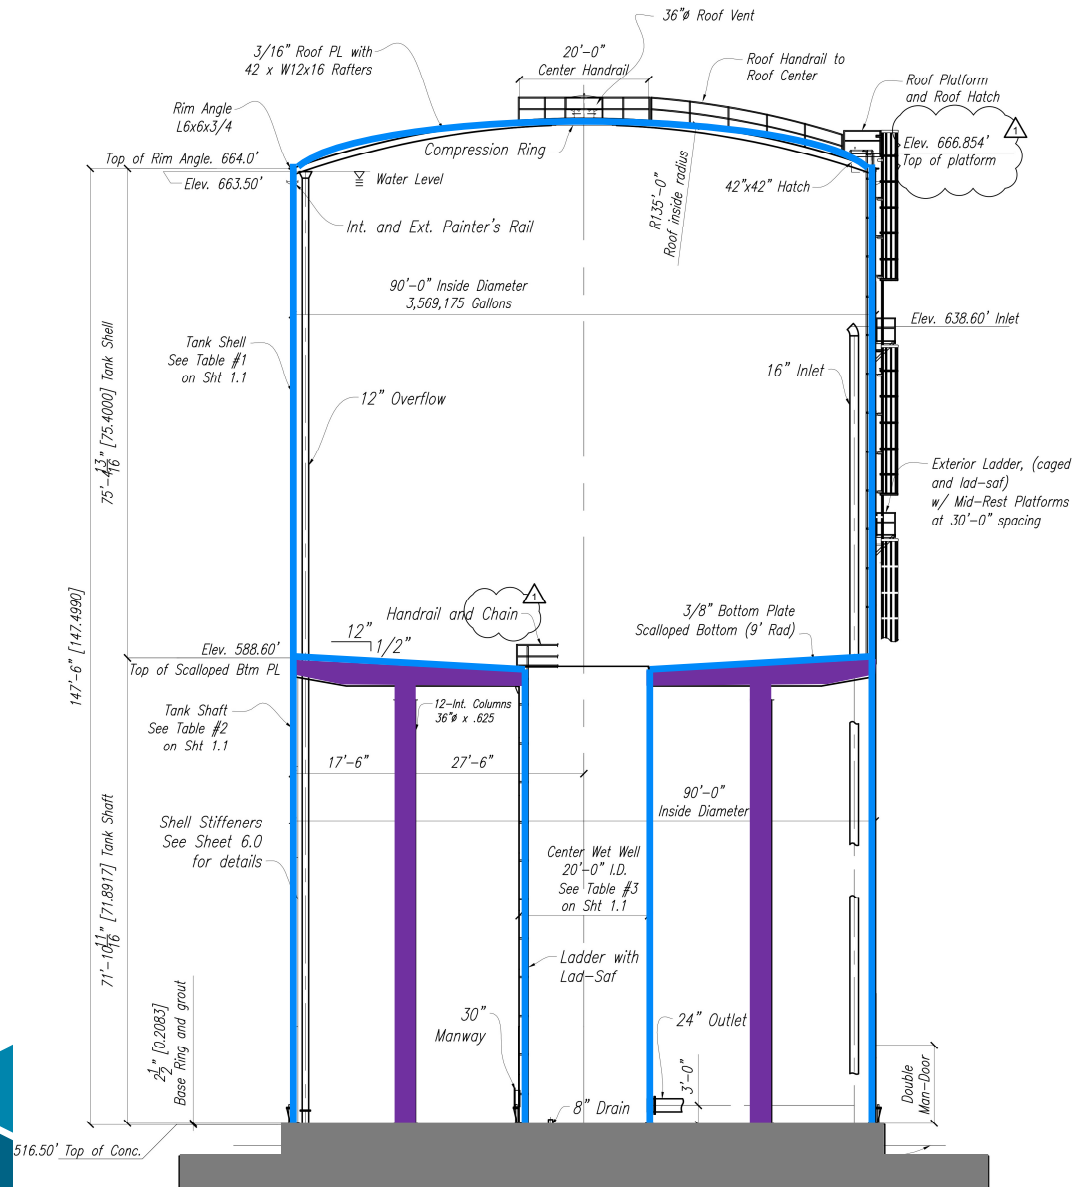 36"ø Roof Vent
3/16" Roof PL with
42 x W12x16 Rafters
20'-0"
Center Handrail
Roof Handrail to
Roof Center
Roof Platform
and Roof Hatch
Rim Angle
L6x6x3/4
1
Elev. 666.854'
Top of platform
Compression Ring
Top of Rim Angle. 664.0'
Elev. 663.50'
Water Level
42"x42" Hatch
R135'-0"
Roof inside radius
Int. and Ext. Painter's Rail
90'-0" Inside Diameter
3,569,175 Gallons
Elev. 638.60' Inlet
Tank Shell
See Table #1
on Sht 1.1
16" Inlet
12" Overflow
75'-4 13/16" [75.4000] Tank Shell
Exterior Ladder, (caged
and lad-saf)
w/ Mid-Rest Platforms
at 30'-0" spacing
147'-6" [147.4990]
1
Handrail and Chain
3/8" Bottom Plate
Scalloped Bottom (9' Rad)
12"
1/2"
Elev. 588.60'
Top of Scalloped Btm PL
Tank Shaft
See Table #2
on Sht 1.1
12-Int. Columns
36"ø x .625
17'-6"
27'-6"
90'-0"
Inside Diameter
Shell Stiffeners
See Sheet 6.0
for details
Center Wet Well
20'-0" I.D.
See Table #3
on Sht 1.1
71'-10 11/16" [71.8917] Tank Shaft
Ladder with
Lad-Saf
30"
Manway
24" Outlet
2 1/2" [0.2083]
Base Ring and grout
3'-0"
Double
Man-Door
8" Drain
516.50' Top of Conc.